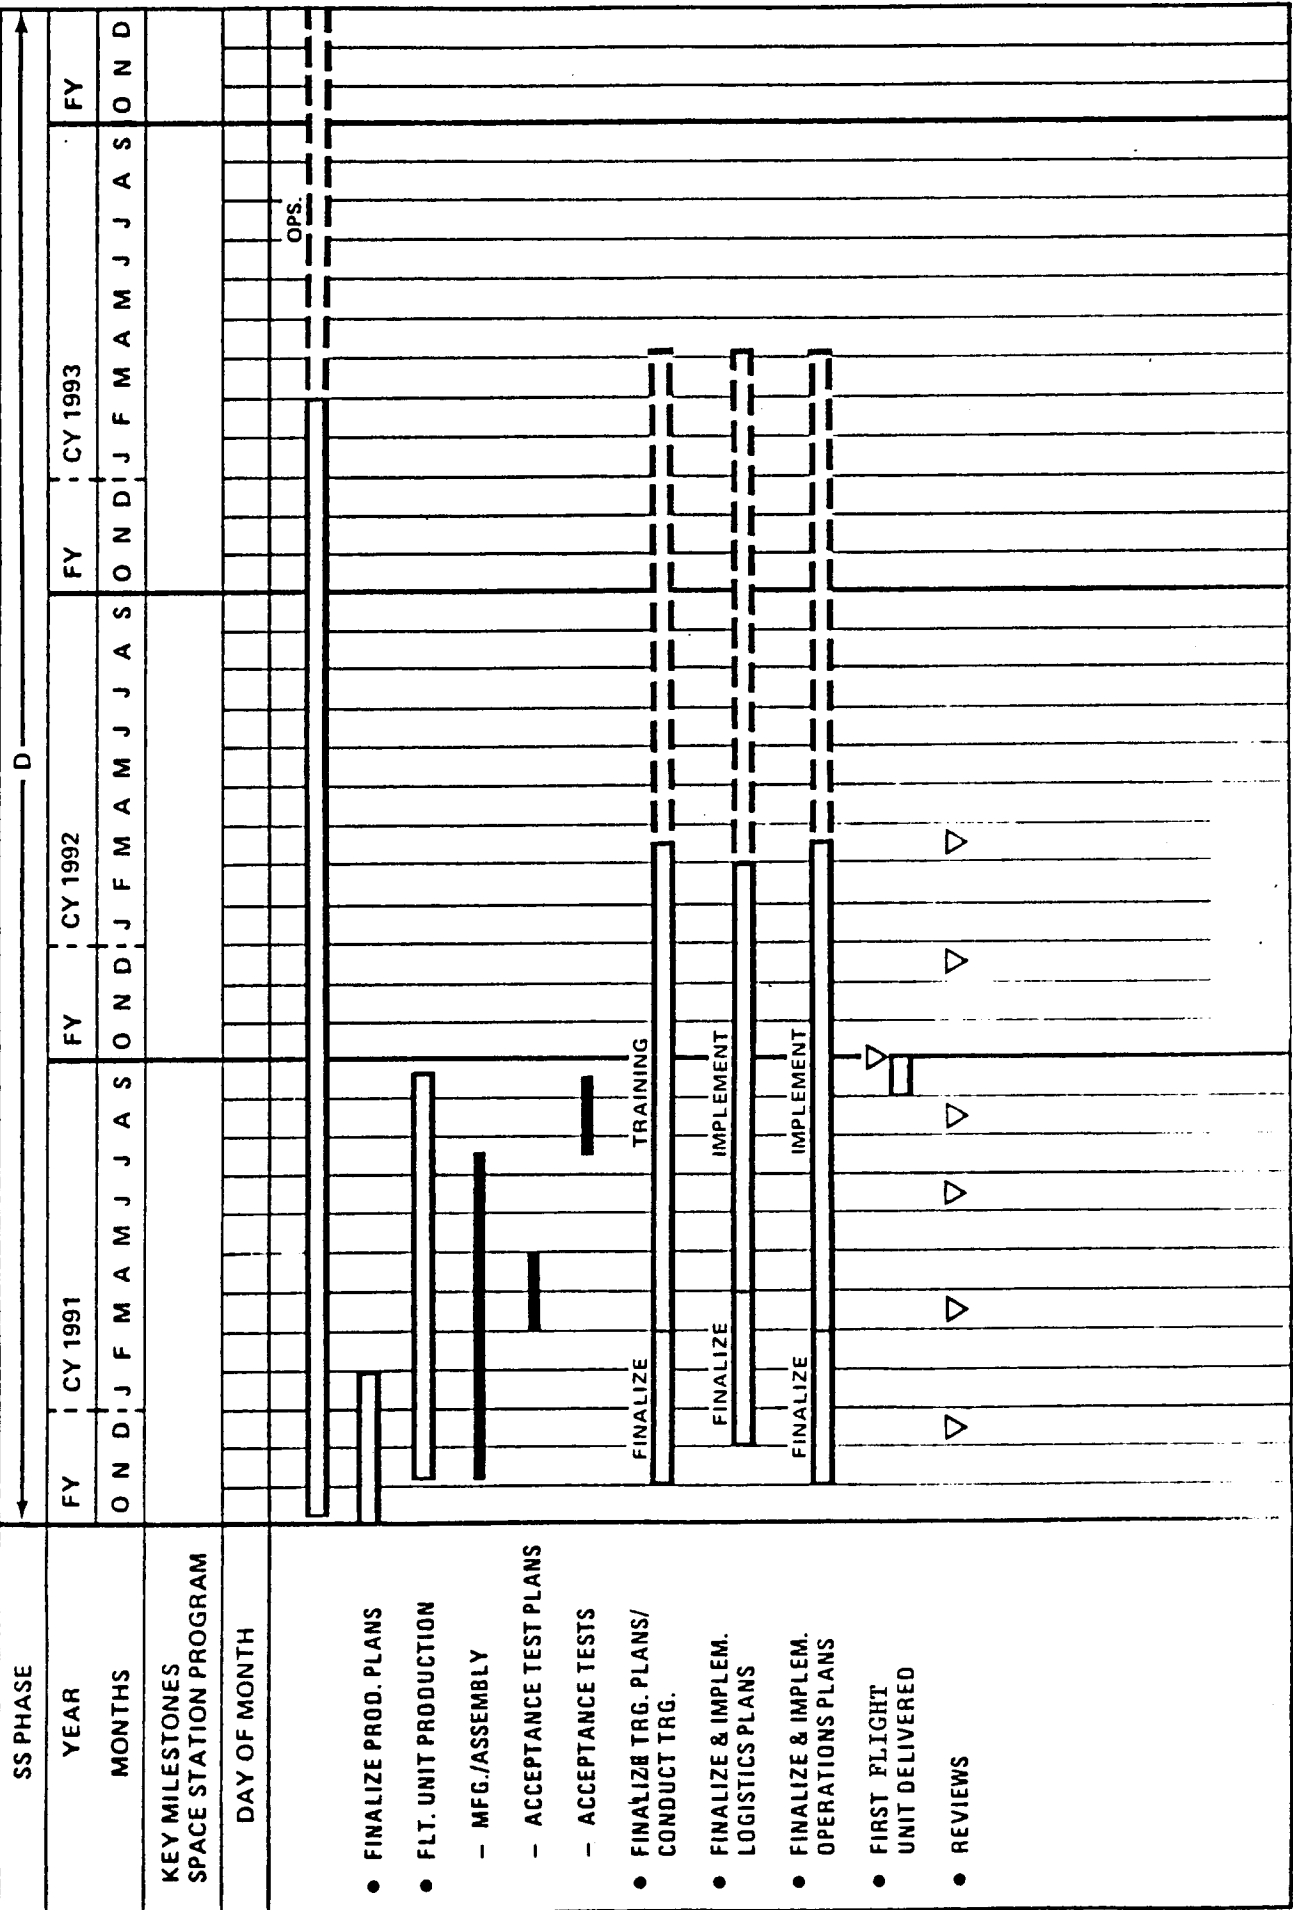 SS PHASE D
YEAR FY CY 1991 FY CY 1992 FY CY 1993 FY
MONTHS O N D J F M A M J J A S O N D J F M A M J J A S O N D J F M A M J J A S O N D
KEY MILESTONES
SPACE STATION PROGRAM
DAY OF MONTH
OPS.
• FINALIZE PROD. PLANS
• FLT. UNIT PRODUCTION
– MFG./ASSEMBLY
– ACCEPTANCE TEST PLANS
– ACCEPTANCE TESTS
FINALIZE TRAINING
• FINALIZE TRG. PLANS/
CONDUCT TRG.
FINALIZE IMPLEMENT
• FINALIZE & IMPLEM.
LOGISTICS PLANS
FINALIZE IMPLEMENT
• FINALIZE & IMPLEM.
OPERATIONS PLANS
• FIRST FLIGHT
UNIT DELIVERED
• REVIEWS